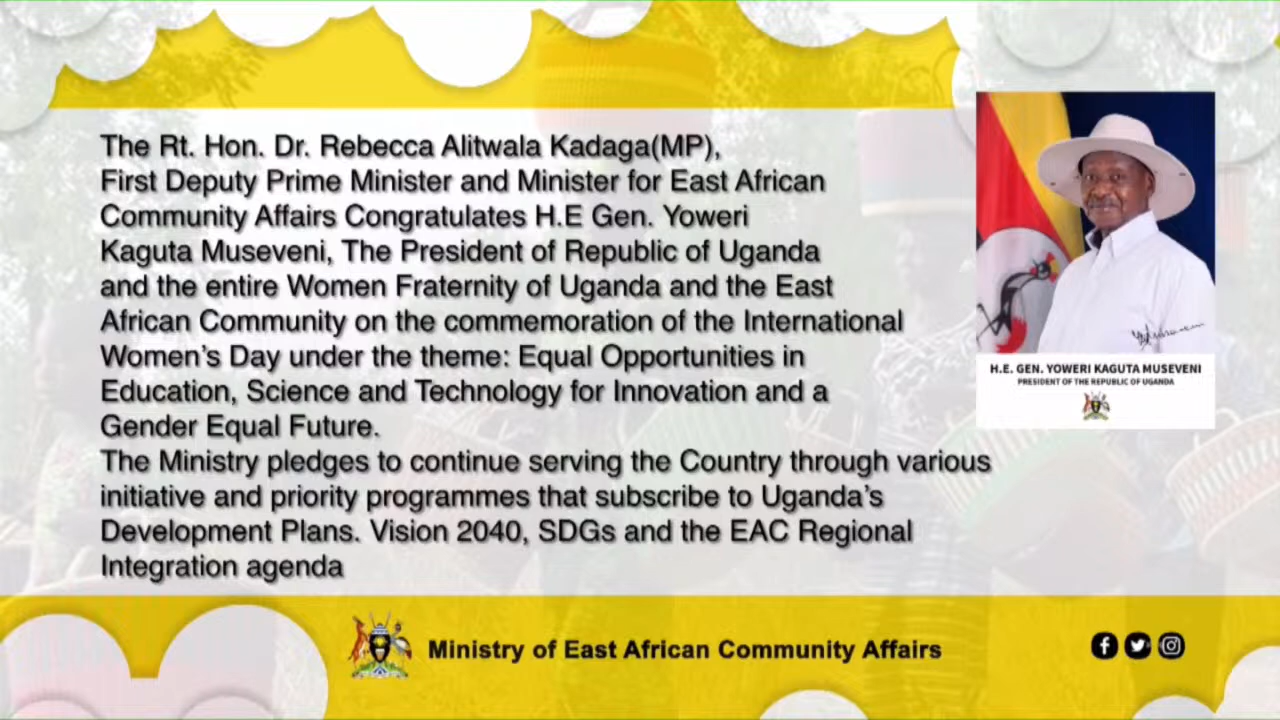 The Rt. Hon. Dr. Rebecca Alitwala Kadaga(MP),
First Deputy Prime Minister and Minister for East African
Community Affairs Congratulates H.E Gen. Yoweri
Kaguta Museveni, The President of Republic of Uganda
and the entire Women Fraternity of Uganda and the East
African Community on the commemoration of the International
Women's Day under the theme: Equal Opportunities in
Education, Science and Technology for Innovation and a
Gender Equal Future.
The Ministry pledges to continue serving the Country through various
initiative and priority programmes that subscribe to Uganda's
Development Plans. Vision 2040, SDGs and the EAC Regional
Integration agenda
H.E. GEN. YOWERI KAGUTA MUSEVENI
PRESIDENT OF THE REPUBLIC OF UGANDA
Ministry of East African Community Affairs